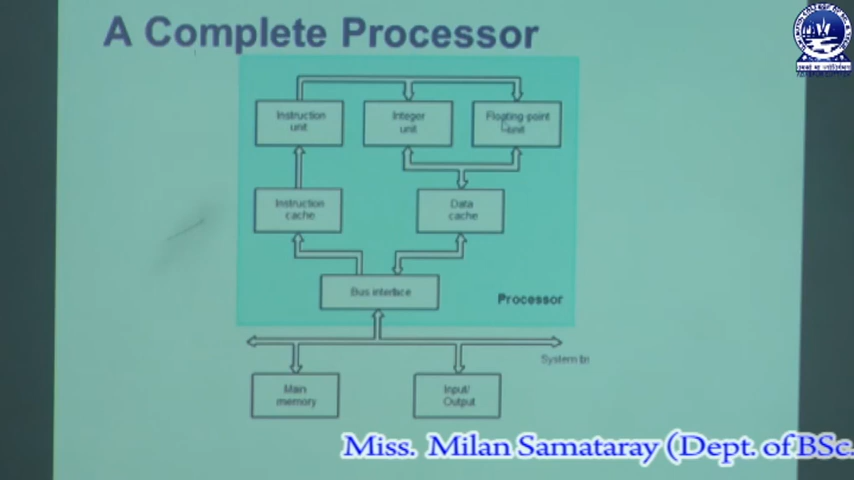 A Complete Processor
Instruction
unit
Integer
unit
Floating-point
unit
Instruction
cache
Data
cache
Bus interface
Processor
System
Main
memory
Input/
Output
Miss. Milan Samataray (Dept. of BSc.